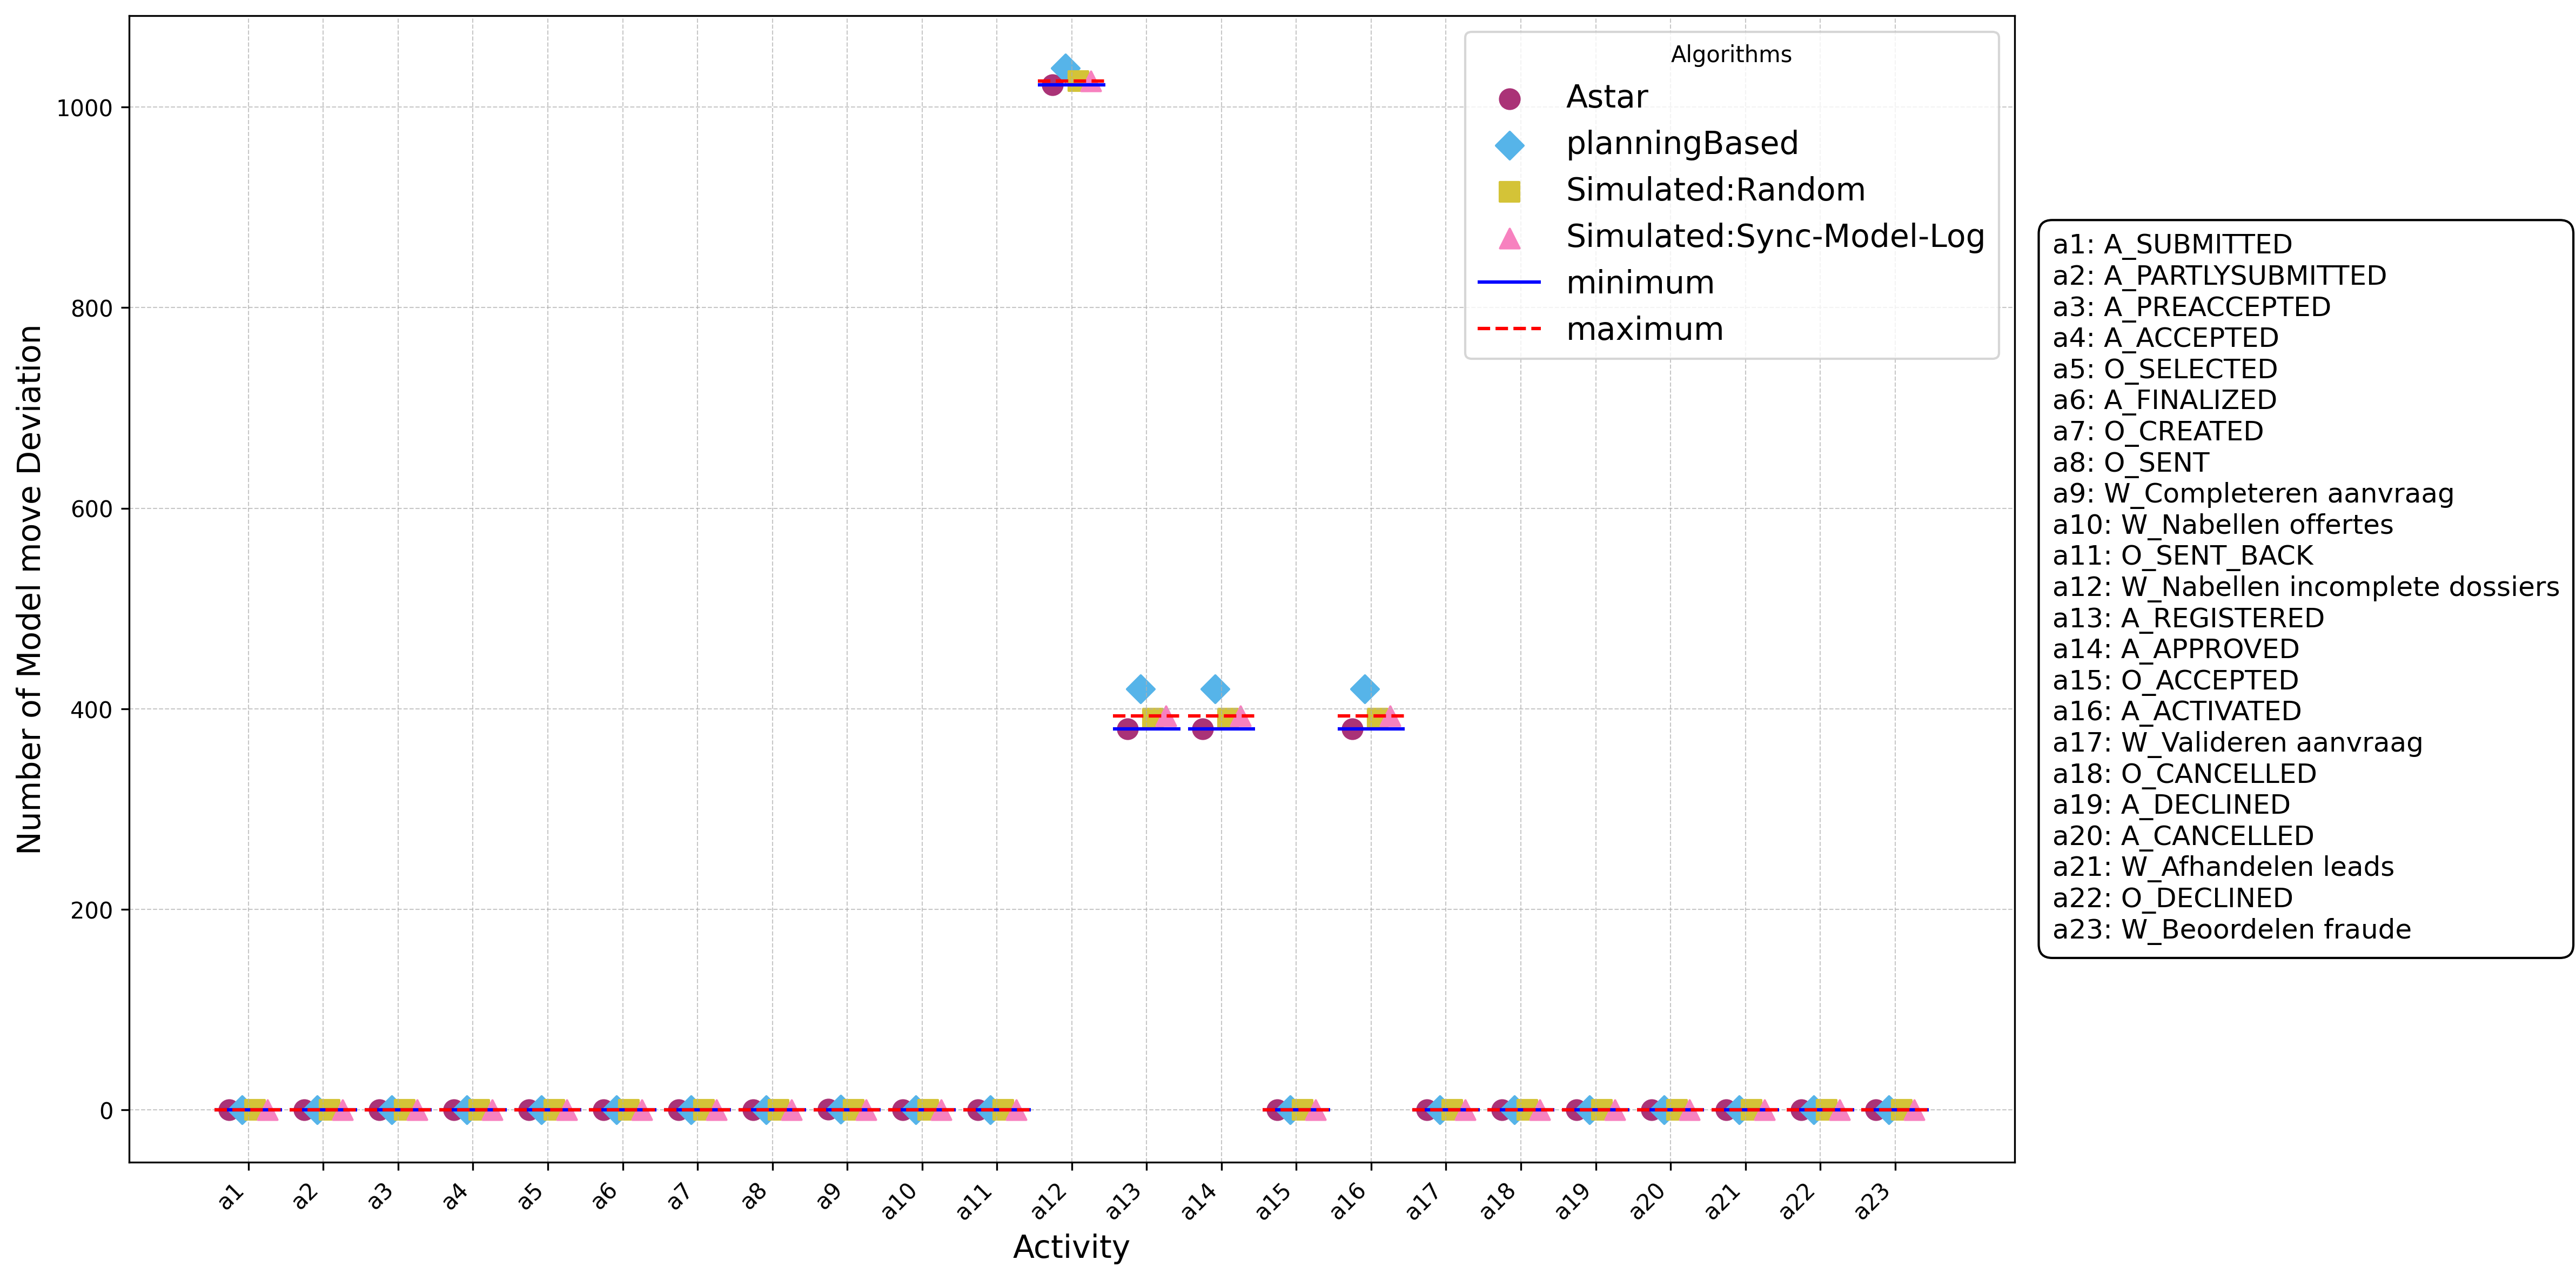 Number of Model move Deviation
1000
800
600
400
200
0
Algorithms
Astar
planningBased
Simulated:Random
Simulated:Sync-Model-Log
minimum
maximum
a1: A_SUBMITTED
a2: A_PARTLYSUBMITTED
a3: A_PREACCEPTED
a4: A_ACCEPTED
a5: O_SELECTED
a6: A_FINALIZED
a7: O_CREATED
a8: O_SENT
a9: W_Completeren aanvraag
a10: W_Nabellen offertes
a11: O_SENT_BACK
a12: W_Nabellen incomplete dossiers
a13: A_REGISTERED
a14: A_APPROVED
a15: O_ACCEPTED
a16: A_ACTIVATED
a17: W_Valideren aanvraag
a18: O_CANCELLED
a19: A_DECLINED
a20: A_CANCELLED
a21: W_Afhandelen leads
a22: O_DECLINED
a23: W_Beoordelen fraude
a1 a2 a3 a4 a5 a6 a7 a8 a9 a10 a11 a12 a13 a14 a15 a16 a17 a18 a19 a20 a21 a22 a23
Activity